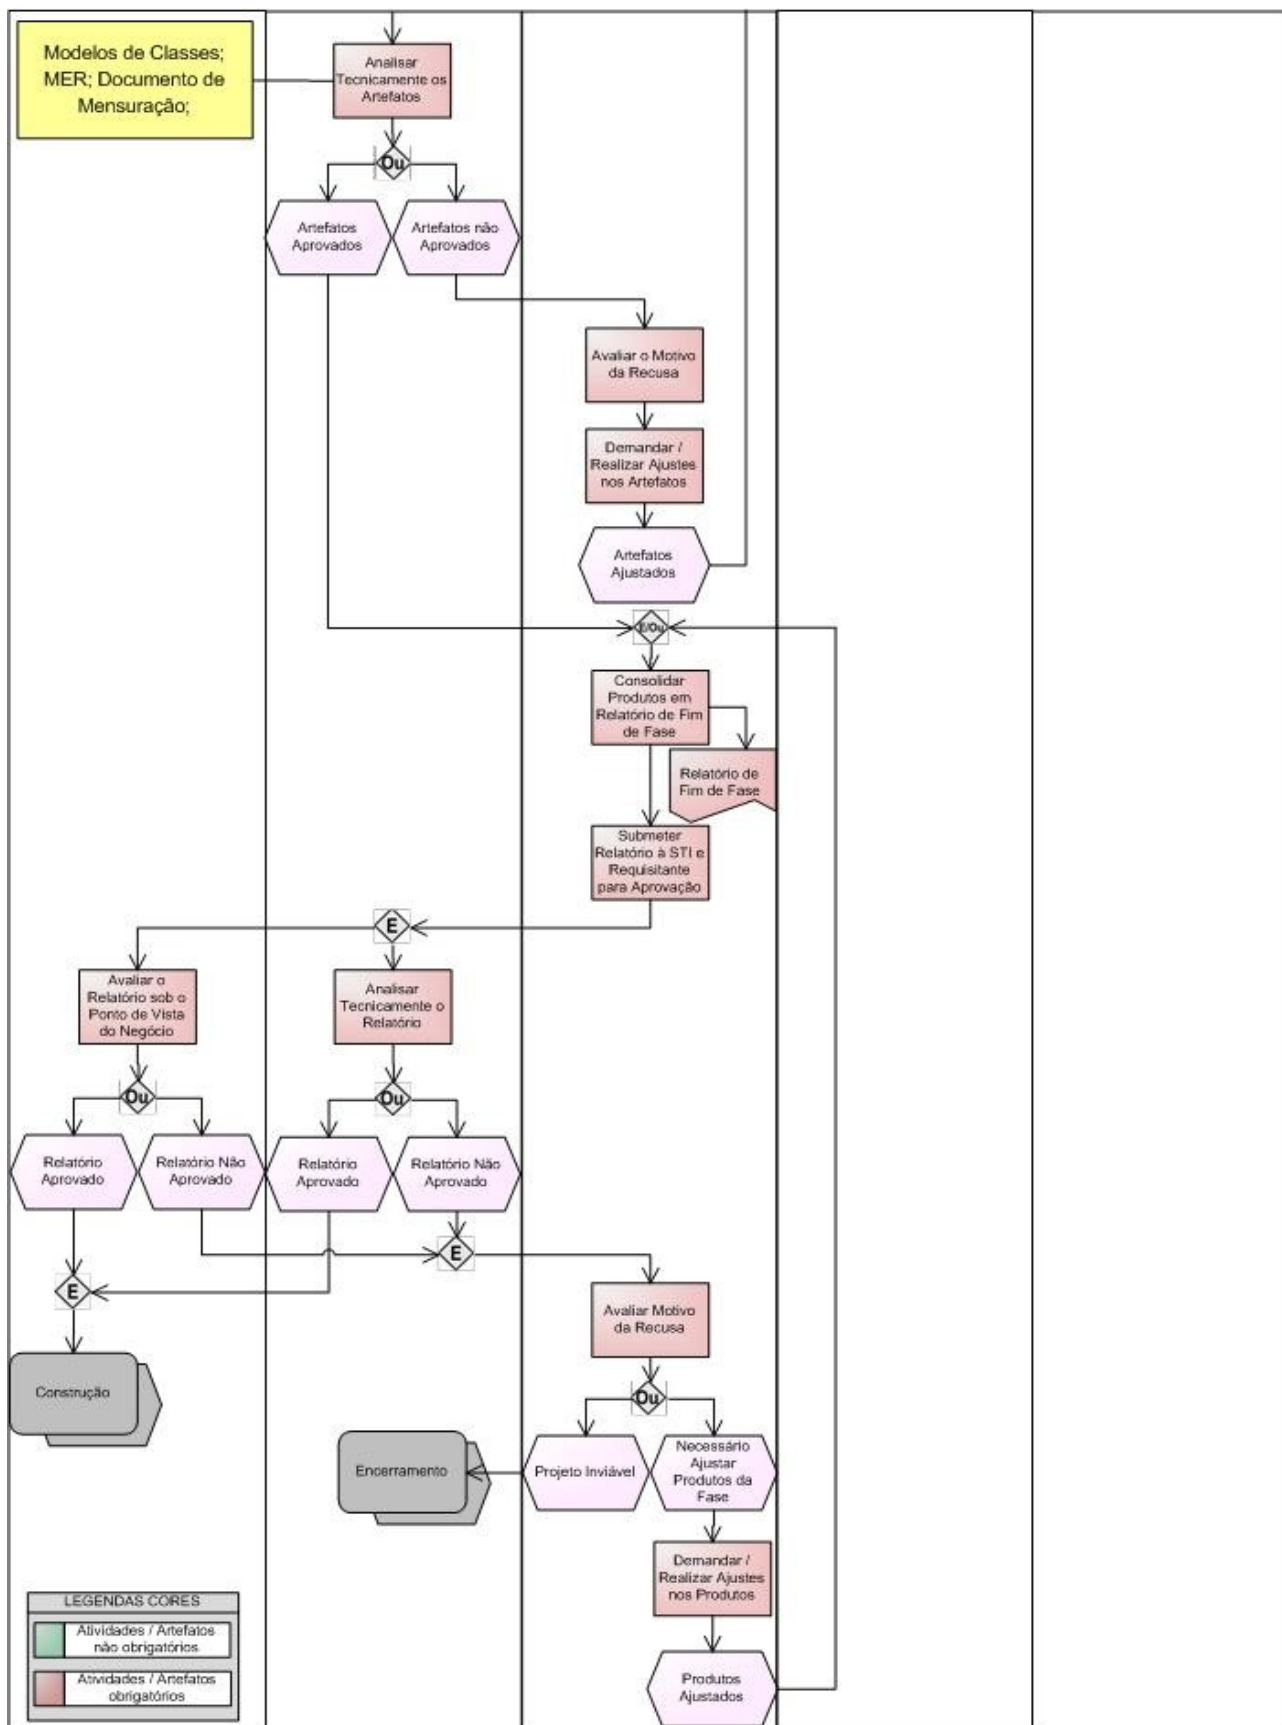 Modelos de Classes;
MER; Documento de
Mensuração;
Analisar
Tecnicamente os
Artefatos
Ou
Artefatos
Aprovados
Artefatos não
Aprovados
Avaliar o Motivo
da Recusa
Demandar /
Realizar Ajustes
nos Artefatos
Artefatos
Ajustados
E/Ou
Consolidar
Produtos em
Relatório de Fim
de Fase
Relatório de
Fim de Fase
Submeter
Relatório à STI e
Requisitante
para Aprovação
E
Avaliar o
Relatório sob o
Ponto de Vista
do Negócio
Analisar
Tecnicamente o
Relatório
Ou
Ou
Relatório
Aprovado
Relatório Não
Aprovado
Relatório
Aprovado
Relatório Não
Aprovado
E
E
Avaliar Motivo
da Recusa
Construção
Ou
Encerramento
Projeto Inviável
Necessário
Ajustar
Produtos da
Fase
Demandar /
Realizar Ajustes
nos Produtos
Produtos
Ajustados
LEGENDAS CORES
Atividades / Artefatos
não obrigatórios
Atividades / Artefatos
obrigatórios